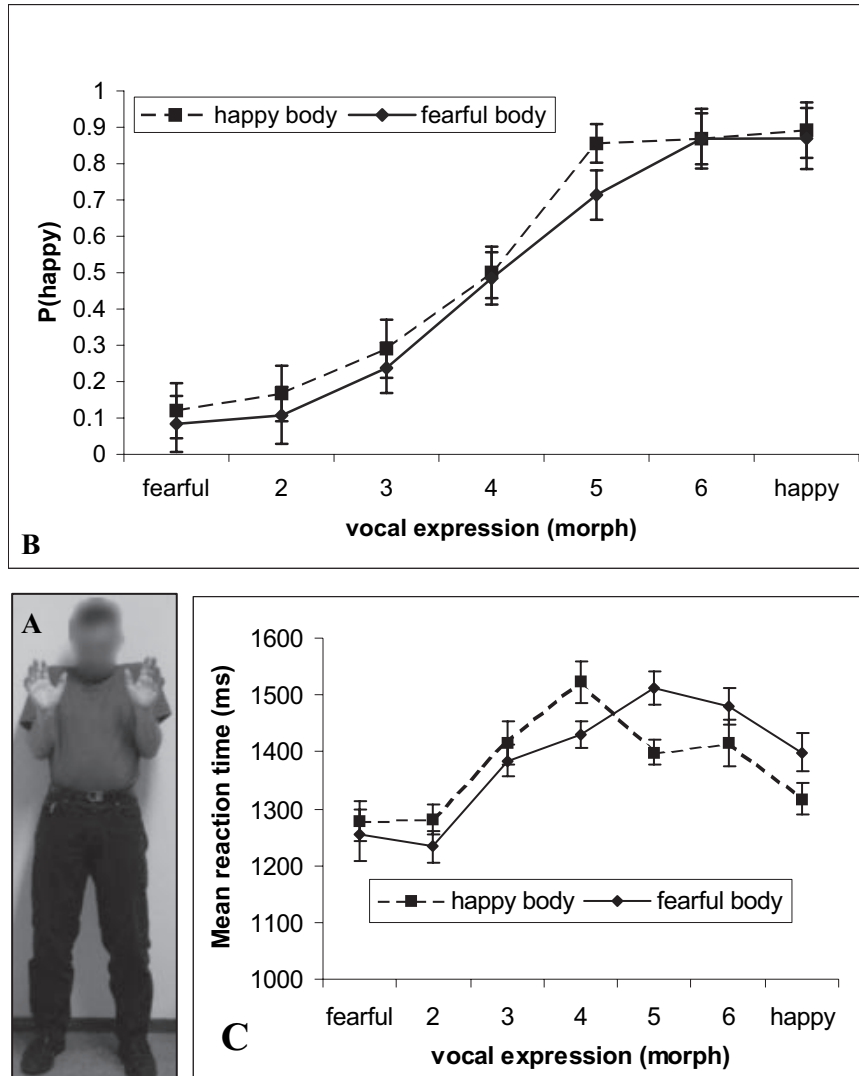 1
0.9
0.8
0.7
0.6
0.5
0.4
0.3
0.2
0.1
0
P(happy)
happy body fearful body
fearful 2 3 4 5 6 happy
vocal expression (morph)
B
A
1600
1500
1400
1300
1200
1100
1000
Mean reaction time (ms)
happy body fearful body
fearful 2 3 4 5 6 happy
vocal expression (morph)
C